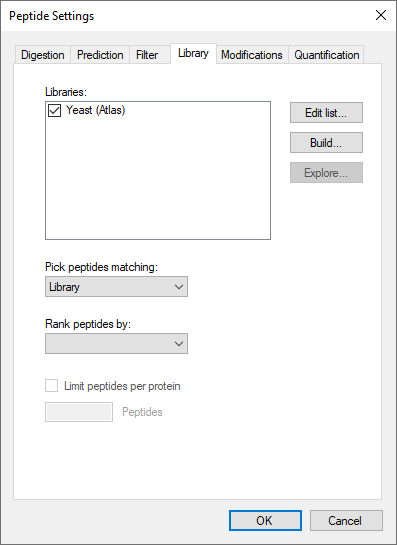 Peptide Settings
Digestion Prediction Filter Library Modifications Quantification
Libraries:
Yeast (Atlas)
Edit list...
Build...
Explore...
Pick peptides matching:
Library
Rank peptides by:
Limit peptides per protein
Peptides
OK Cancel